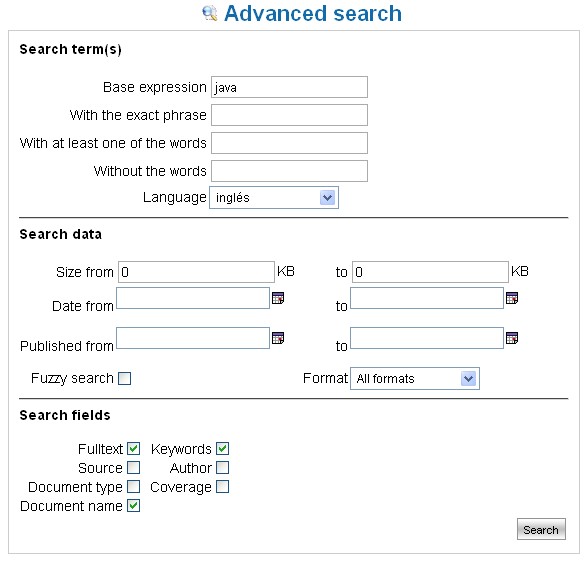 Advanced search
Search term(s)
Base expression java
With the exact phrase
With at least one of the words
Without the words
Language inglés
Search data
Size from 0 KB to 0 KB
Date from to
Published from to
Fuzzy search Format All formats
Search fields
Fulltext Keywords
Source Author
Document type Coverage
Document name
Search